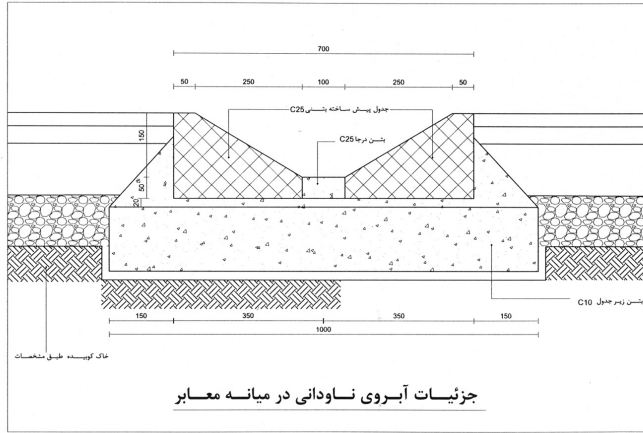 700
50 250 100 250 50
جدول پیش ساخته بتنی C25
بتن درجا C25
150
50
20
بتن زیر جدول C10
150 350 350 150
1000
خاک کوبیده طبق مشخصات
جزئیات آبروی ناودانی در میانه معابر